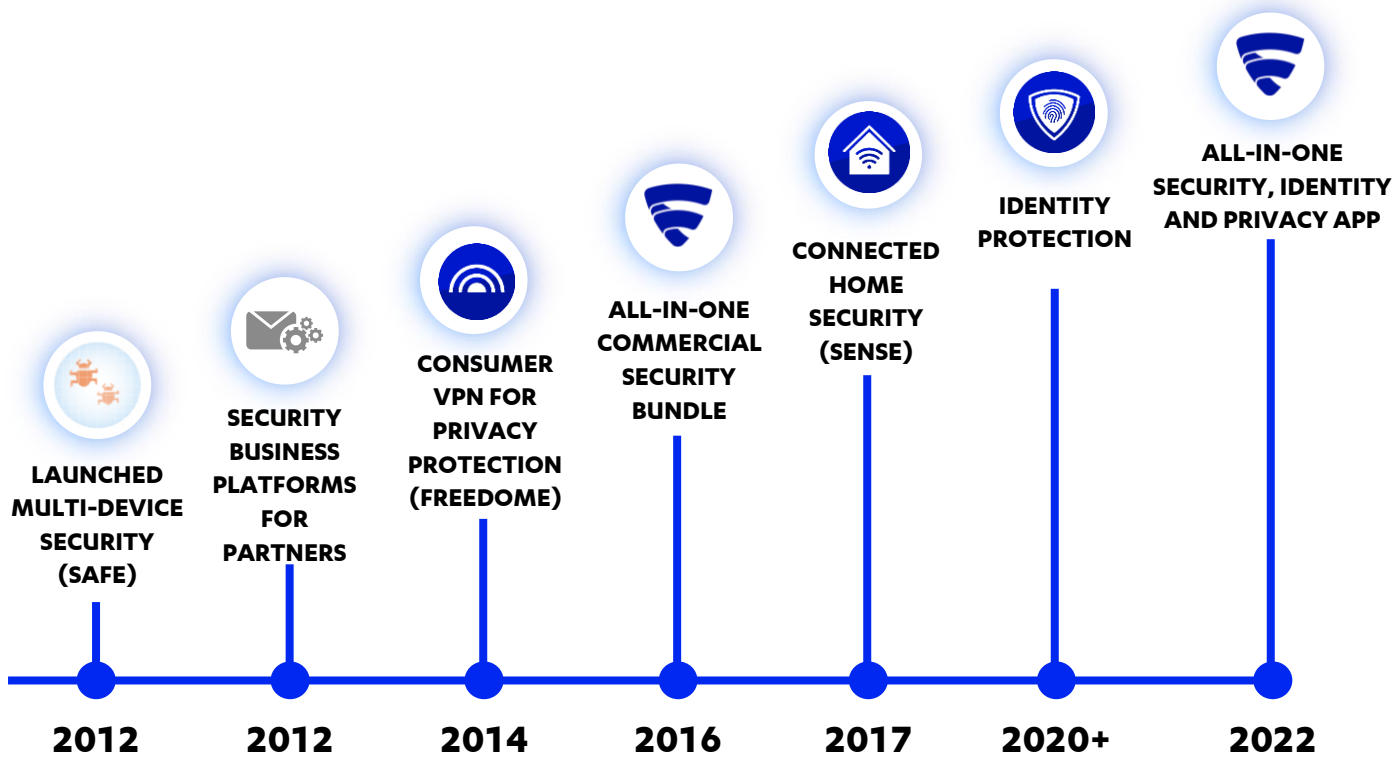 LAUNCHED
MULTI-DEVICE
SECURITY
(SAFE)
2012
SECURITY
BUSINESS
PLATFORMS
FOR
PARTNERS
2012
CONSUMER
VPN FOR
PRIVACY
PROTECTION
(FREEDOME)
2014
ALL-IN-ONE
COMMERCIAL
SECURITY
BUNDLE
2016
CONNECTED
HOME
SECURITY
(SENSE)
2017
IDENTITY
PROTECTION
2020+
ALL-IN-ONE
SECURITY, IDENTITY
AND PRIVACY APP
2022